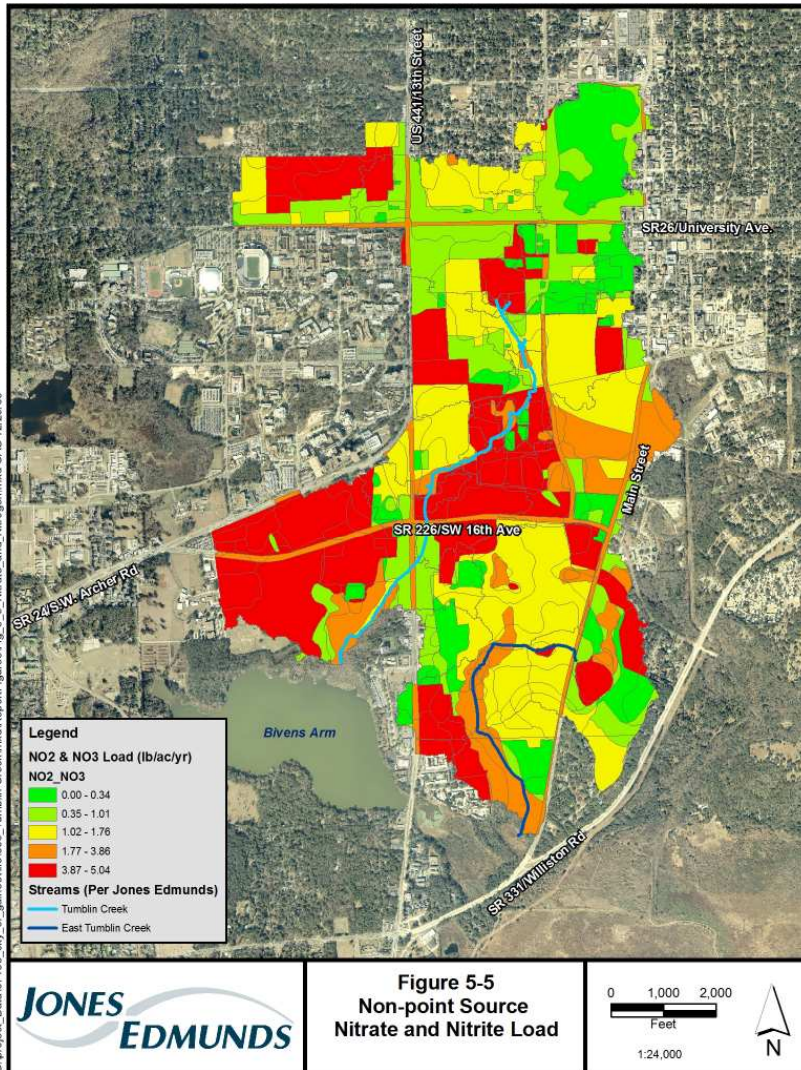 US 441/13th Street
SR26/University Ave.
Main Street
SR 226/SW 16th Ave
SR 24/S.W. Archer Rd
Bivens Arm
SR 331/Williston Rd
Legend
NO2 & NO3 Load (lb/ac/yr)
NO2_NO3
0.00 - 0.34
0.35 - 1.01
1.02 - 1.76
1.77 - 3.86
3.87 - 5.04
Streams (Per Jones Edmunds)
Tumblin Creek
East Tumblin Creek
JONES
EDMUNDS
Figure 5-5
Non-point Source
Nitrate and Nitrite Load
0 1,000 2,000
Feet
1:24,000
N